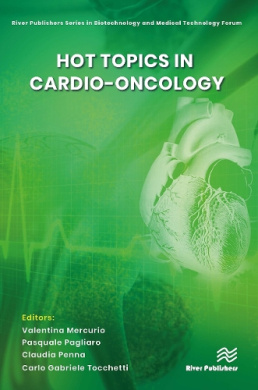 River Publishers Series in Biotechnology and Medical Technology Forum
HOT TOPICS IN
CARDIO-ONCOLOGY
Editors:
Valentina Mercurio
Pasquale Pagliaro
Claudia Penna
Carlo Gabriele Tocchetti
River Publishers